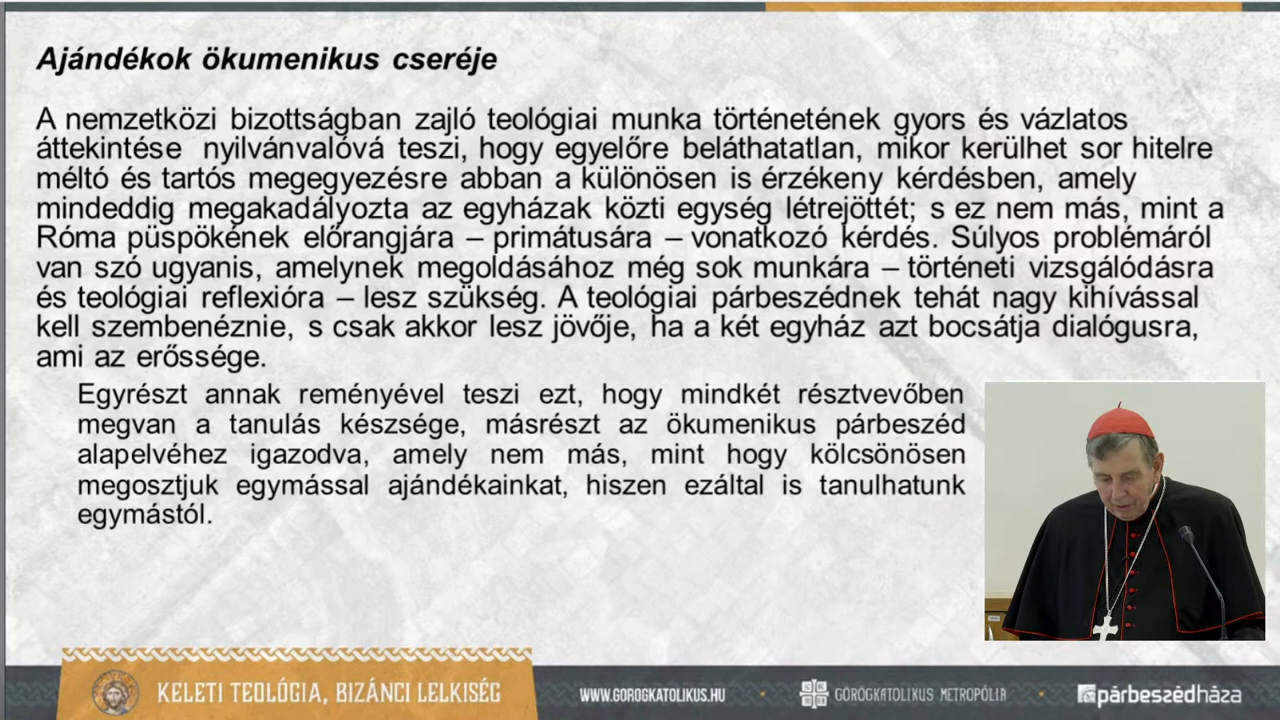 Ajándékok ökumenikus cseréje
A nemzetközi bizottságban zajló teológiai munka történetének gyors és vázlatos
áttekintése nyilvánvalóvá teszi, hogy egyelőre beláthatatlan, mikor kerülhet sor hitelre
méltó és tartós megegyezésre abban a különösen is érzékeny kérdésben, amely
mindeddig megakadályozta az egyházak közti egység létrejöttét; s ez nem más, mint a
Róma püspökének előrangjára – primátusára – vonatkozó kérdés. Súlyos problémáról
van szó ugyanis, amelynek megoldásához még sok munkára – történeti vizsgálódásra
és teológiai reflexióra – lesz szükség. A teológiai párbeszédnek tehát nagy kihívással
kell szembenéznie, s csak akkor lesz jövője, ha a két egyház azt bocsátja dialógusra,
ami az erőssége.
Egyrészt annak reményével teszi ezt, hogy mindkét résztvevőben
megvan a tanulás készsége, másrészt az ökumenikus párbeszéd
alapelvéhez igazodva, amely nem más, mint hogy kölcsönösen
megosztjuk egymással ajándékainkat, hiszen ezáltal is tanulhatunk
egymástól.
KELETI TEOLÓGIA, BIZÁNCI LELKISÉG
WWW.GOROGKATOLIKUS.HU
GÖRÖGKATOLIKUS METROPÓLIA
párbeszédháza